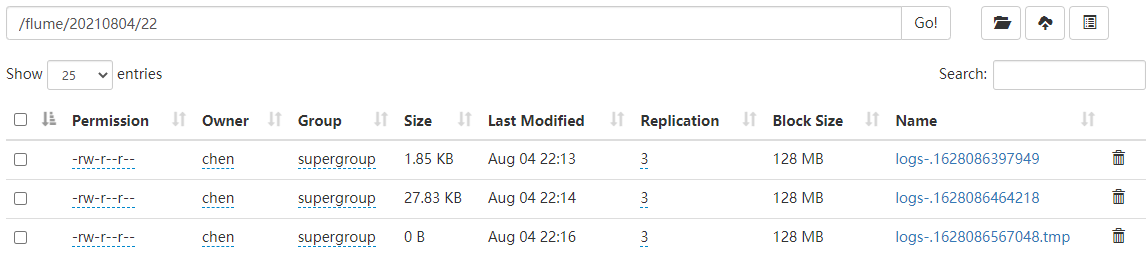 /flume/20210804/22 Go!
Show 25 entries Search:
Permission Owner Group Size Last Modified Replication Block Size Name
-rw-r--r-- chen supergroup 1.85 KB Aug 04 22:13 3 128 MB logs-.1628086397949
-rw-r--r-- chen supergroup 27.83 KB Aug 04 22:14 3 128 MB logs-.1628086464218
-rw-r--r-- chen supergroup 0 B Aug 04 22:16 3 128 MB logs-.1628086567048.tmp